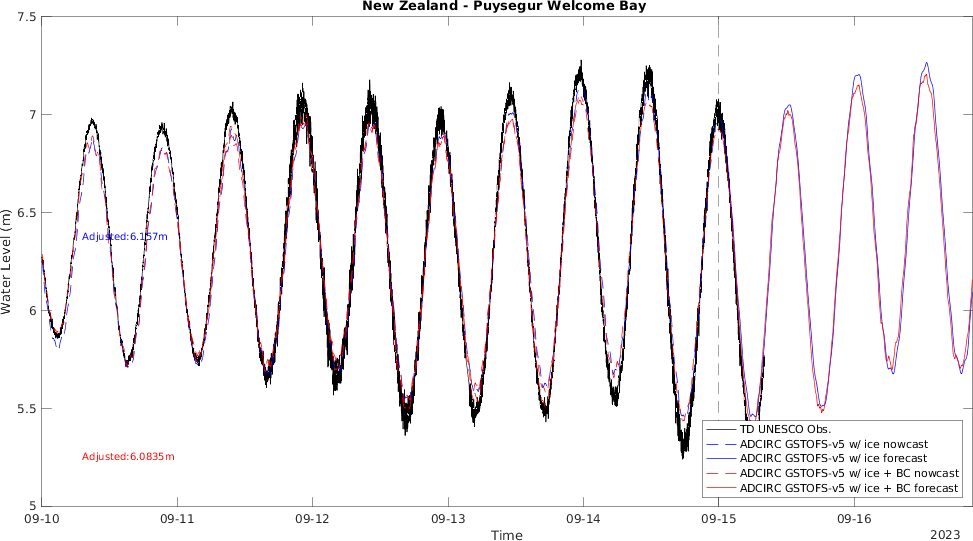 New Zealand - Puysegur Welcome Bay
7.5
7
6.5
6
5.5
5
Water Level (m)
Adjusted:6.157m
Adjusted:6.0835m
TD UNESCO Obs.
ADCIRC GSTOFS-v5 w/ ice nowcast
ADCIRC GSTOFS-v5 w/ ice forecast
ADCIRC GSTOFS-v5 w/ ice + BC nowcast
ADCIRC GSTOFS-v5 w/ ice + BC forecast
09-10 09-11 09-12 09-13 09-14 09-15 09-16
Time
2023